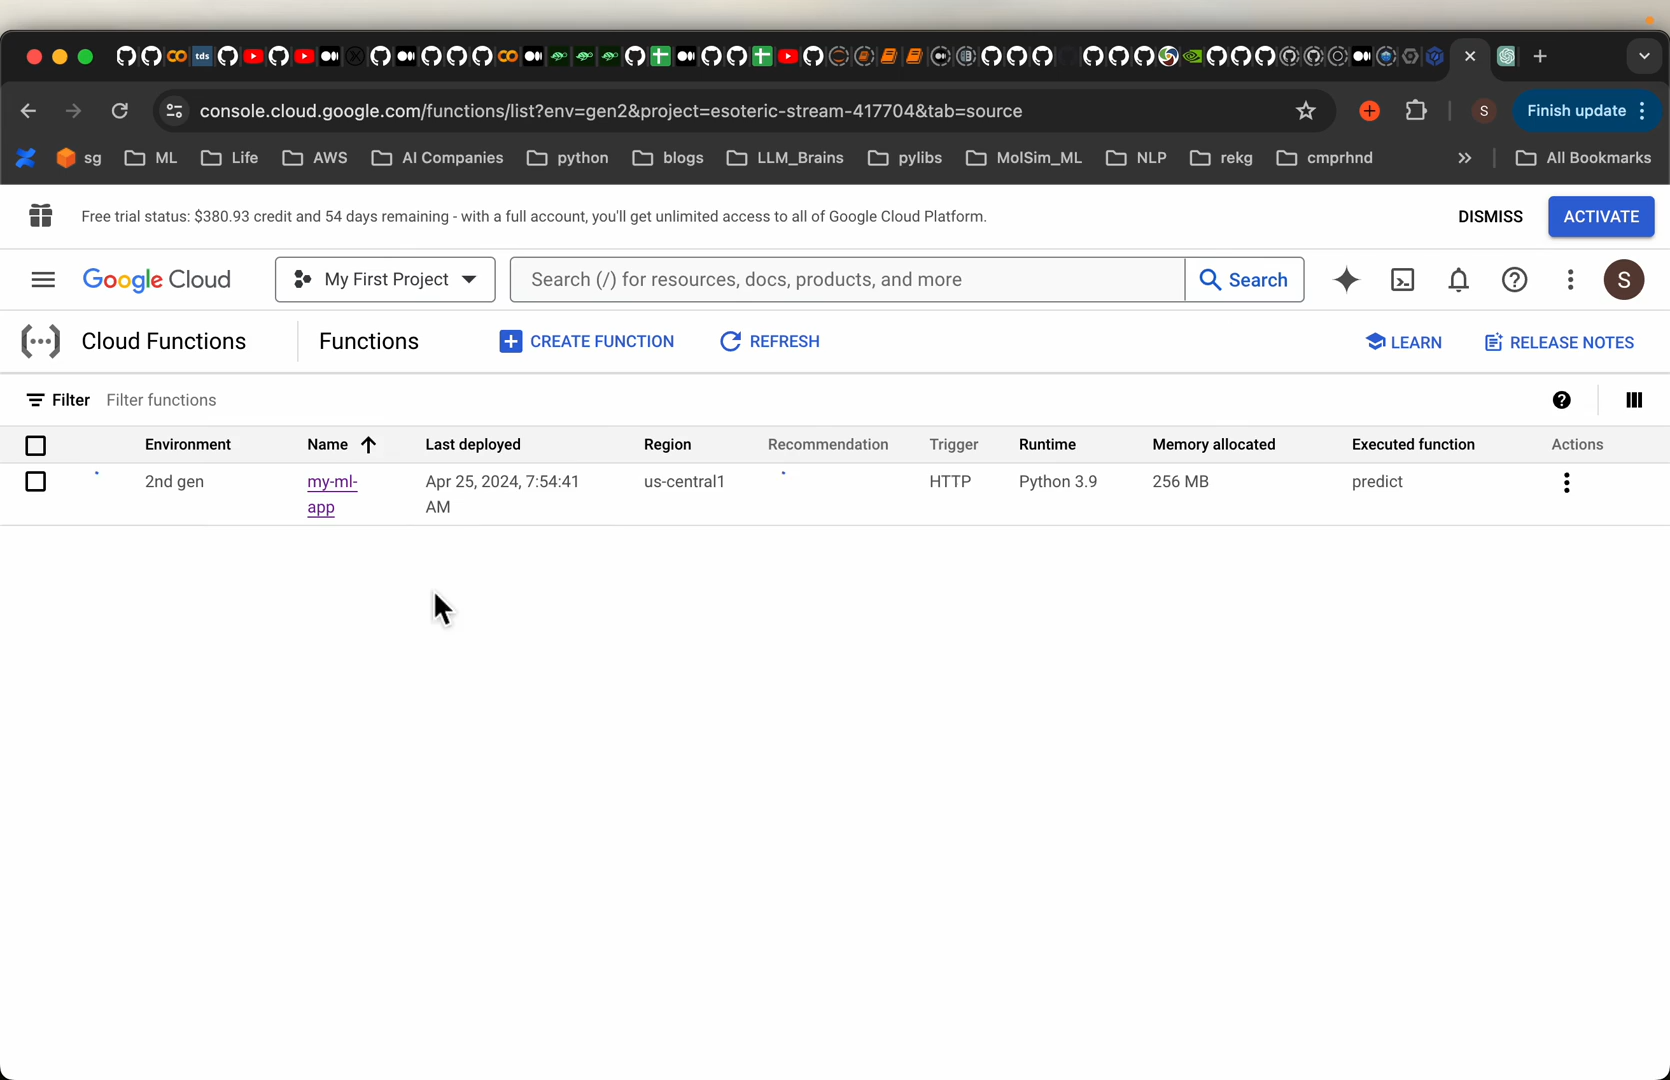 tds
console.cloud.google.com/functions/list?env=gen2&project=esoteric-stream-417704&tab=source
S
Finish update
sg
ML
Life
AWS
AI Companies
python
blogs
LLM_Brains
pylibs
MolSim_ML
NLP
rekg
cmprhnd
All Bookmarks
Free trial status: $380.93 credit and 54 days remaining - with a full account, you'll get unlimited access to all of Google Cloud Platform.
DISMISS
ACTIVATE
Google Cloud
My First Project
Search (/) for resources, docs, products, and more
Search
S
Cloud Functions
Functions
CREATE FUNCTION
REFRESH
LEARN
RELEASE NOTES
Filter
Filter functions
Environment
Name
Last deployed
Region
Recommendation
Trigger
Runtime
Memory allocated
Executed function
Actions
2nd gen
my-ml-
app
Apr 25, 2024, 7:54:41
AM
us-central1
HTTP
Python 3.9
256 MB
predict